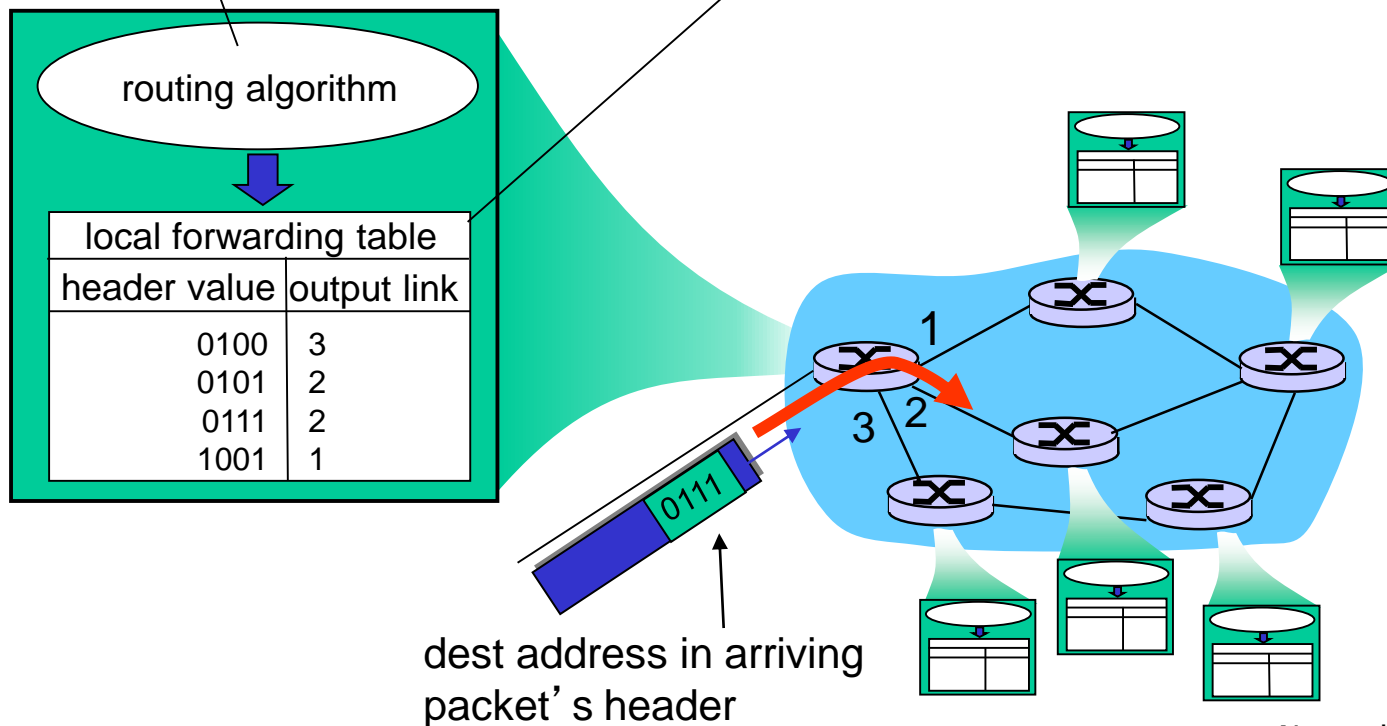 routing algorithm
local forwarding table
header value output link
0100 3
0101 2
0111 2
1001 1
1
2
3
0111
dest address in arriving
packet’s header